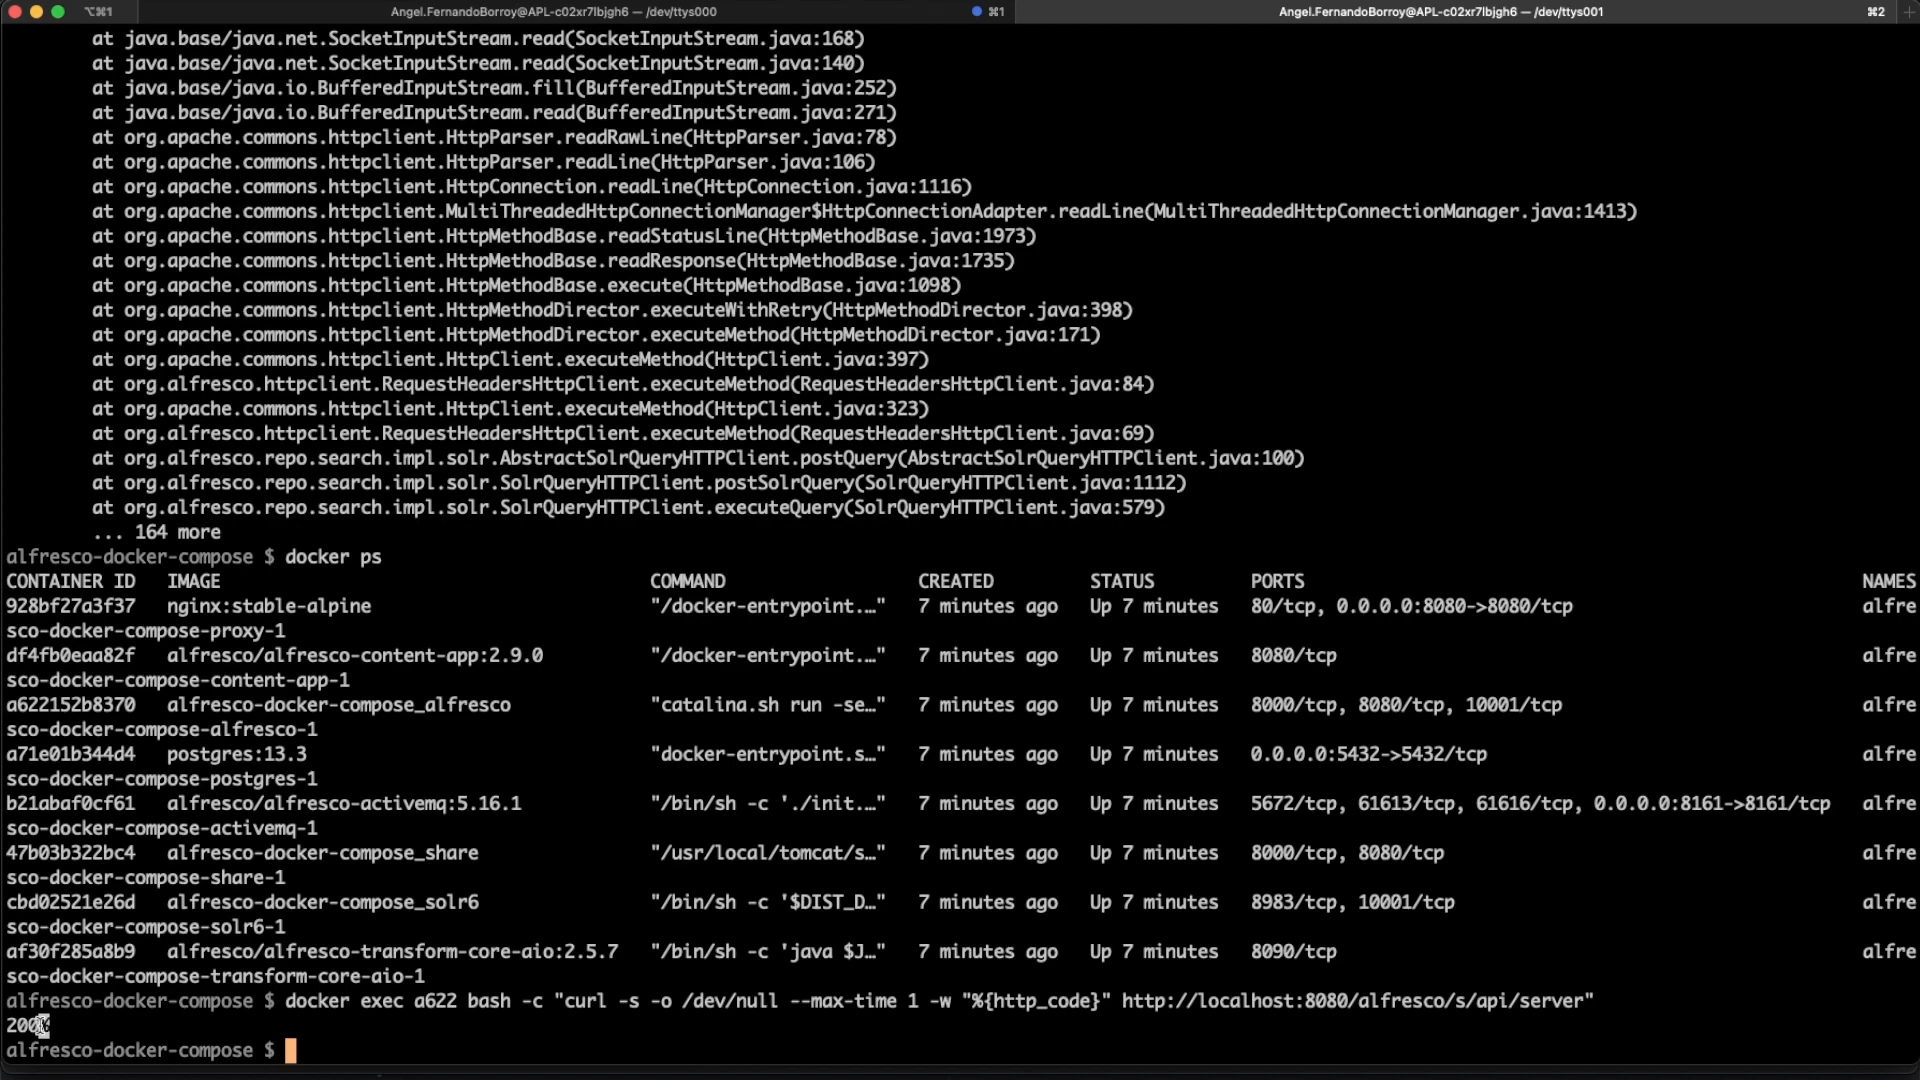 ⌥⌘1 Angel.FernandoBorroy@APL-c02xr7lbjgh6 — /dev/ttys000 ⌘1 Angel.FernandoBorroy@APL-c02xr7lbjgh6 — /dev/ttys001 ⌘2
at java.base/java.net.SocketInputStream.read(SocketInputStream.java:168)
at java.base/java.net.SocketInputStream.read(SocketInputStream.java:140)
at java.base/java.io.BufferedInputStream.fill(BufferedInputStream.java:252)
at java.base/java.io.BufferedInputStream.read(BufferedInputStream.java:271)
at org.apache.commons.httpclient.HttpParser.readRawLine(HttpParser.java:78)
at org.apache.commons.httpclient.HttpParser.readLine(HttpParser.java:106)
at org.apache.commons.httpclient.HttpConnection.readLine(HttpConnection.java:1116)
at org.apache.commons.httpclient.MultiThreadedHttpConnectionManager$HttpConnectionAdapter.readLine(MultiThreadedHttpConnectionManager.java:1413)
at org.apache.commons.httpclient.HttpMethodBase.readStatusLine(HttpMethodBase.java:1973)
at org.apache.commons.httpclient.HttpMethodBase.readResponse(HttpMethodBase.java:1735)
at org.apache.commons.httpclient.HttpMethodBase.execute(HttpMethodBase.java:1098)
at org.apache.commons.httpclient.HttpMethodDirector.executeWithRetry(HttpMethodDirector.java:398)
at org.apache.commons.httpclient.HttpMethodDirector.executeMethod(HttpMethodDirector.java:171)
at org.apache.commons.httpclient.HttpClient.executeMethod(HttpClient.java:397)
at org.alfresco.httpclient.RequestHeadersHttpClient.executeMethod(RequestHeadersHttpClient.java:84)
at org.apache.commons.httpclient.HttpClient.executeMethod(HttpClient.java:323)
at org.alfresco.httpclient.RequestHeadersHttpClient.executeMethod(RequestHeadersHttpClient.java:69)
at org.alfresco.repo.search.impl.solr.AbstractSolrQueryHTTPClient.postQuery(AbstractSolrQueryHTTPClient.java:100)
at org.alfresco.repo.search.impl.solr.SolrQueryHTTPClient.postSolrQuery(SolrQueryHTTPClient.java:1112)
at org.alfresco.repo.search.impl.solr.SolrQueryHTTPClient.executeQuery(SolrQueryHTTPClient.java:579)
... 164 more
alfresco-docker-compose $ docker ps
CONTAINER ID IMAGE COMMAND CREATED STATUS PORTS NAMES
928bf27a3f37 nginx:stable-alpine "/docker-entrypoint.…" 7 minutes ago Up 7 minutes 80/tcp, 0.0.0.0:8080->8080/tcp alfre
sco-docker-compose-proxy-1
df4fb0eaa82f alfresco/alfresco-content-app:2.9.0 "/docker-entrypoint.…" 7 minutes ago Up 7 minutes 8080/tcp alfre
sco-docker-compose-content-app-1
a622152b8370 alfresco-docker-compose_alfresco "catalina.sh run -se…" 7 minutes ago Up 7 minutes 8000/tcp, 8080/tcp, 10001/tcp alfre
sco-docker-compose-alfresco-1
a71e01b344d4 postgres:13.3 "docker-entrypoint.s…" 7 minutes ago Up 7 minutes 0.0.0.0:5432->5432/tcp alfre
sco-docker-compose-postgres-1
b21abaf0cf61 alfresco/alfresco-activemq:5.16.1 "/bin/sh -c './init.…" 7 minutes ago Up 7 minutes 5672/tcp, 61613/tcp, 61616/tcp, 0.0.0.0:8161->8161/tcp alfre
sco-docker-compose-activemq-1
47b03b322bc4 alfresco-docker-compose_share "/usr/local/tomcat/s…" 7 minutes ago Up 7 minutes 8000/tcp, 8080/tcp alfre
sco-docker-compose-share-1
cbd02521e26d alfresco-docker-compose_solr6 "/bin/sh -c '$DIST_D…" 7 minutes ago Up 7 minutes 8983/tcp, 10001/tcp alfre
sco-docker-compose-solr6-1
af30f285a8b9 alfresco/alfresco-transform-core-aio:2.5.7 "/bin/sh -c 'java $J…" 7 minutes ago Up 7 minutes 8090/tcp alfre
sco-docker-compose-transform-core-aio-1
alfresco-docker-compose $ docker exec a622 bash -c "curl -s -o /dev/null --max-time 1 -w "%{http_code}" http://localhost:8080/alfresco/s/api/server"
200
alfresco-docker-compose $